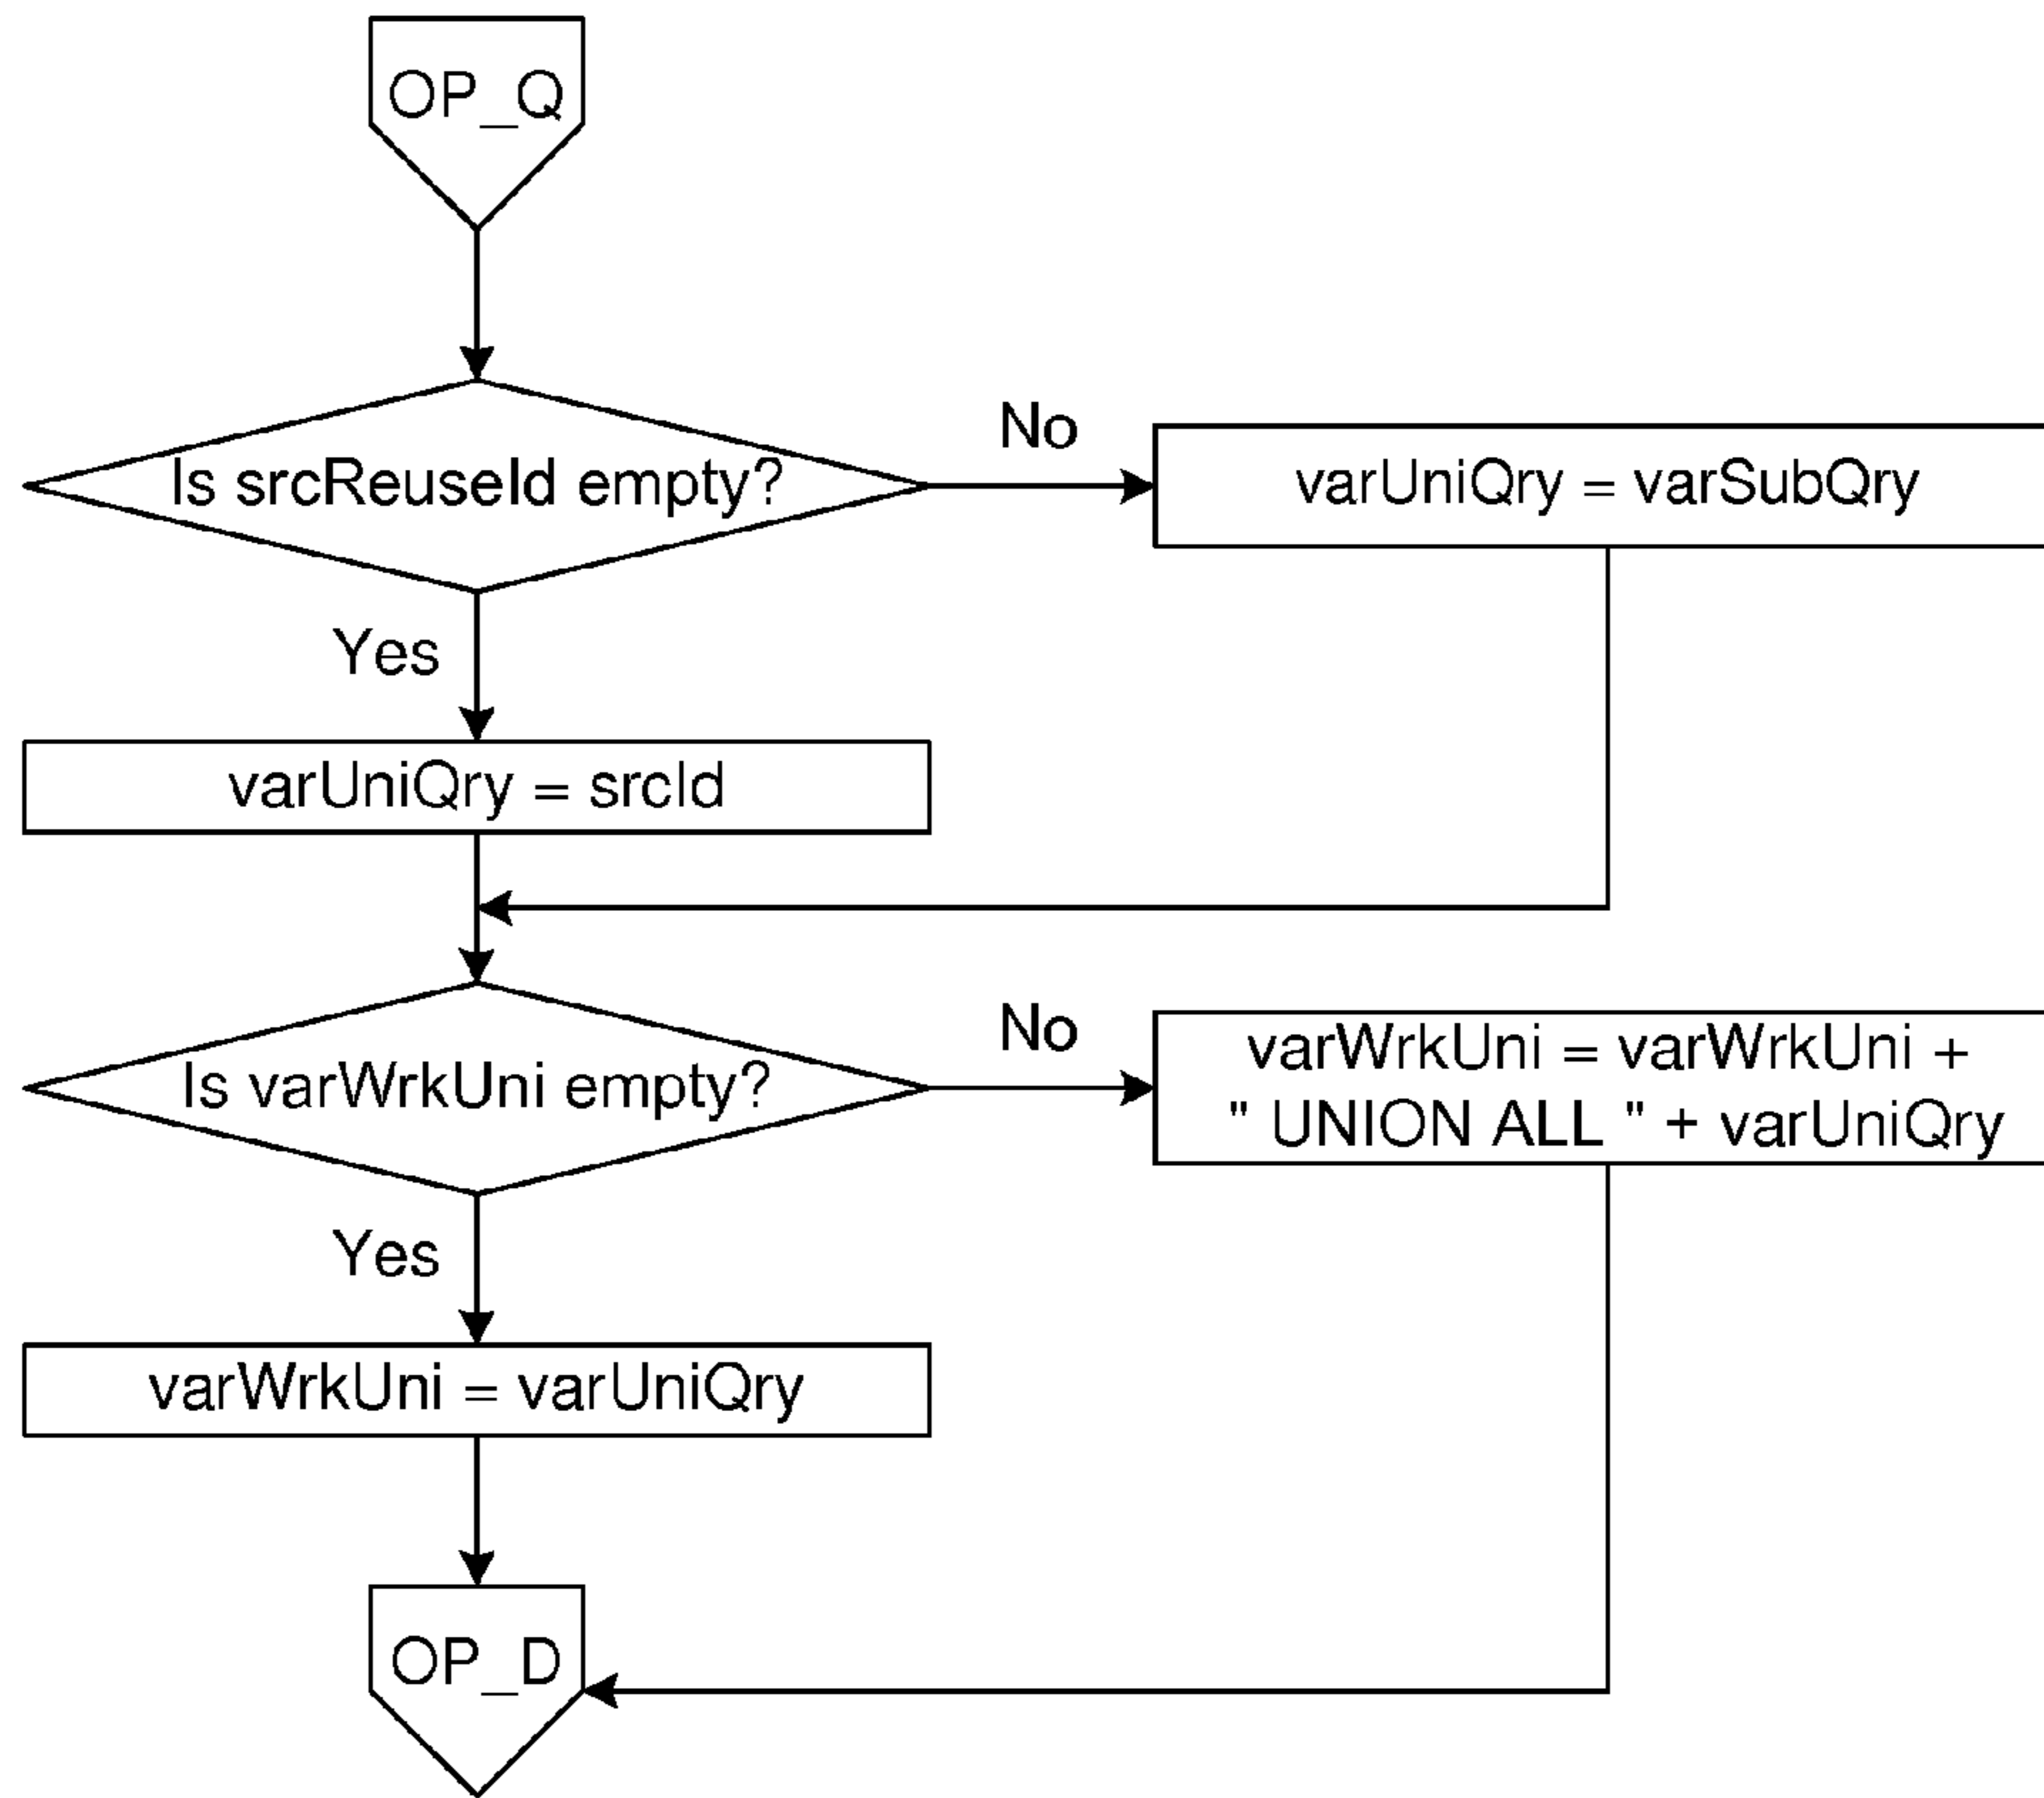 OP_Q
Is srcReuseId empty?
No
varUniQry = varSubQry
Yes
varUniQry = srcId
Is varWrkUni empty?
No
varWrkUni = varWrkUni +
" UNION ALL " + varUniQry
Yes
varWrkUni = varUniQry
OP_D